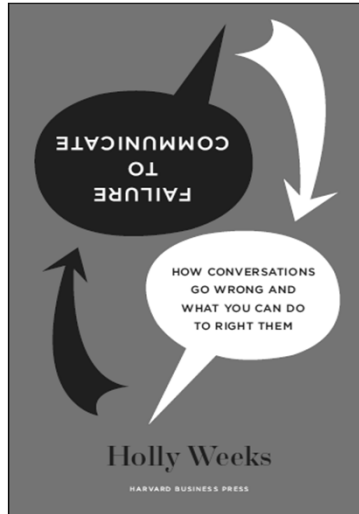 FAILURE
TO
COMMUNICATE
HOW CONVERSATIONS
GO WRONG AND
WHAT YOU CAN DO
TO RIGHT THEM
Holly Weeks
HARVARD BUSINESS PRESS